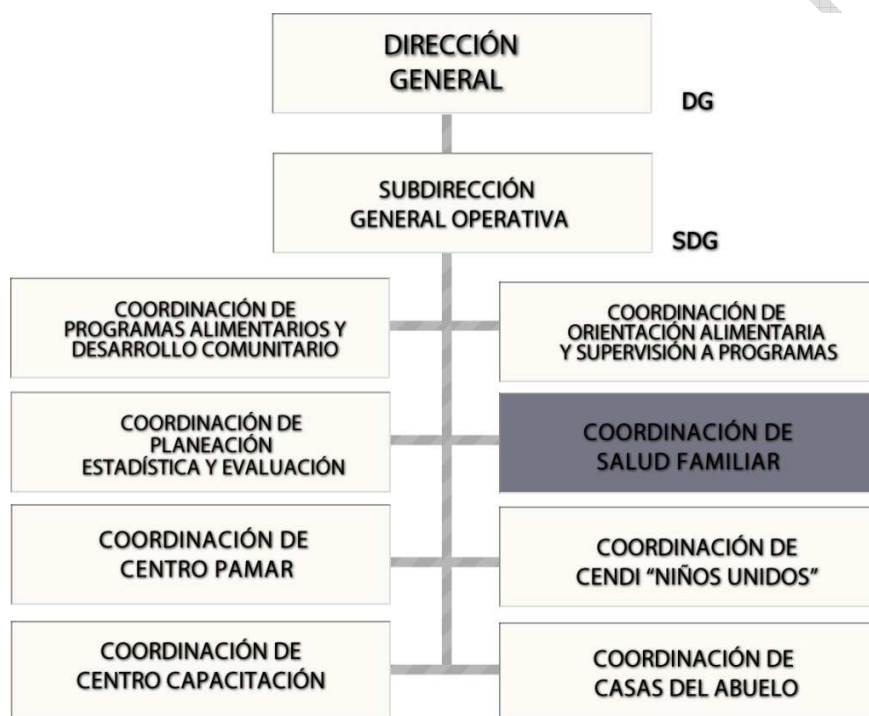 DIRECCIÓN
GENERAL
DG
SUBDIRECCIÓN
GENERAL OPERATIVA
SDG
COORDINACIÓN DE
PROGRAMAS ALIMENTARIOS Y
DESARROLLO COMUNITARIO
COORDINACIÓN DE
ORIENTACIÓN ALIMENTARIA
Y SUPERVISIÓN A PROGRAMAS
COORDINACIÓN DE
PLANEACIÓN
ESTADÍSTICA Y EVALUACIÓN
COORDINACIÓN DE
SALUD FAMILIAR
COORDINACIÓN DE
CENTRO PAMAR
COORDINACIÓN DE
CENDI “NIÑOS UNIDOS”
COORDINACIÓN DE
CENTRO CAPACITACIÓN
COORDINACIÓN DE
CASAS DEL ABUELO